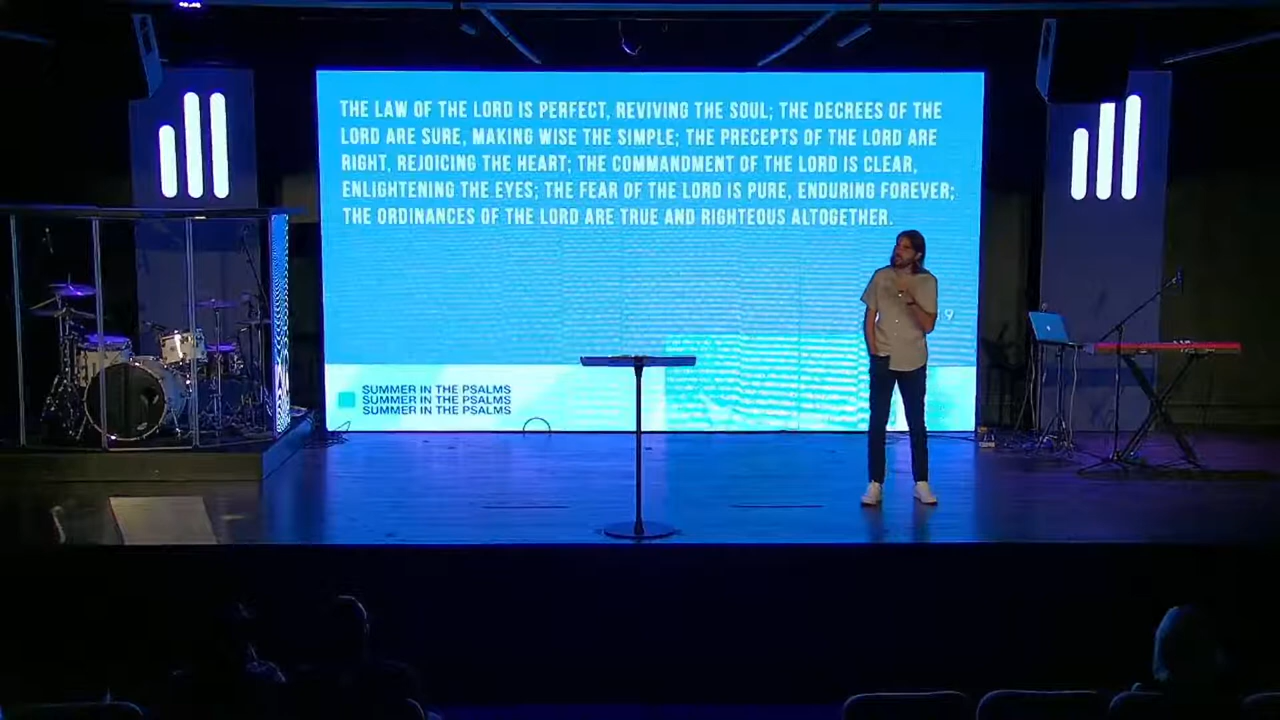 THE LAW OF THE LORD IS PERFECT, REVIVING THE SOUL; THE DECREES OF THE
LORD ARE SURE, MAKING WISE THE SIMPLE; THE PRECEPTS OF THE LORD ARE
RIGHT, REJOICING THE HEART; THE COMMANDMENT OF THE LORD IS CLEAR,
ENLIGHTENING THE EYES; THE FEAR OF THE LORD IS PURE, ENDURING FOREVER;
THE ORDINANCES OF THE LORD ARE TRUE AND RIGHTEOUS ALTOGETHER.
9
SUMMER IN THE PSALMS
SUMMER IN THE PSALMS
SUMMER IN THE PSALMS